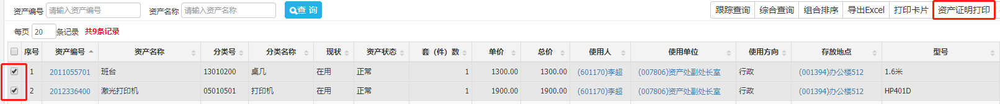 资产编号 请输入资产编号 资产名称 请输入资产名称 查 询 跟踪查询 综合查询 组合排序 导出Excel 打印卡片 资产证明打印
每页 20 条记录 共9条记录
序号 资产编号 资产名称 分类号 分类名称 现状 资产状态 套（件）数 单价 总价 使用人 使用单位 使用方向 存放地点 型号
1 2011055701 班台 13010200 桌几 在用 正常 1 1300.00 1300.00 (601170)李超 (007806)资产处副处长室 行政 (001394)办公楼512 1.6米
2 2012336400 激光打印机 05010501 打印机 在用 正常 1 1900.00 1900.00 (601170)李超 (007806)资产处副处长室 行政 (001394)办公楼512 HP401D